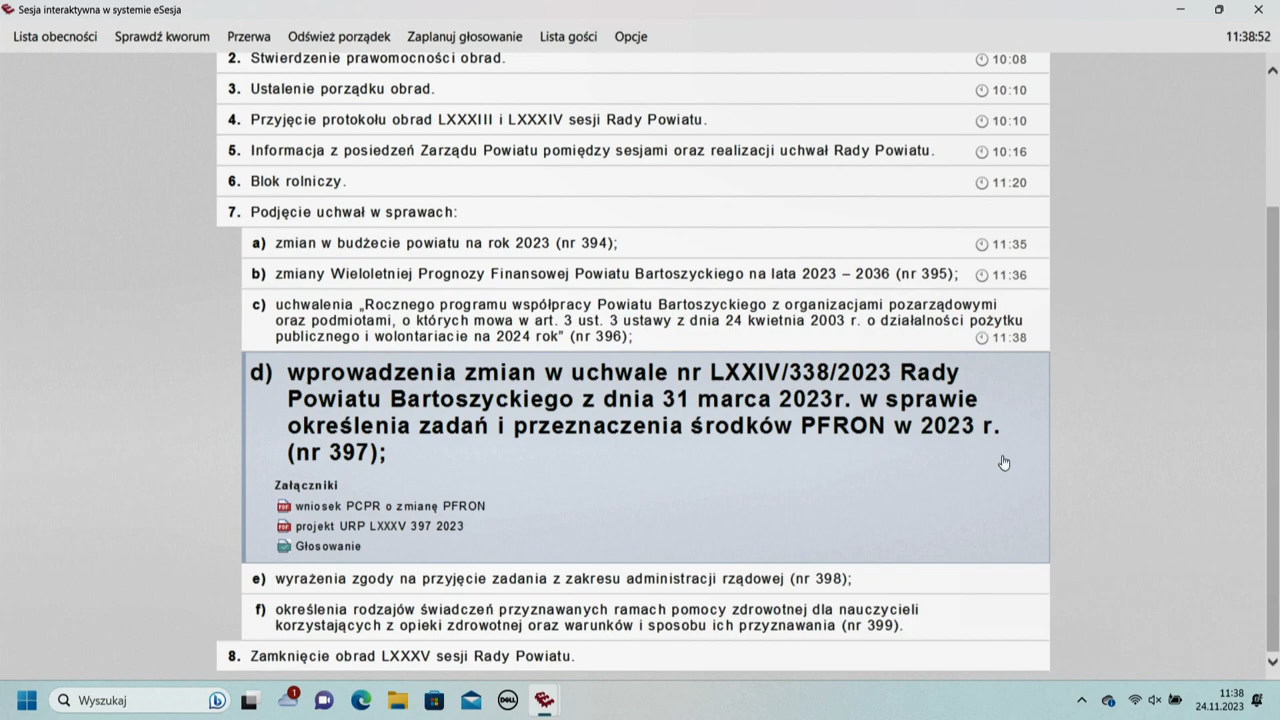 Sesja interaktywna w systemie eSesja
Lista obecności Sprawdź kworum Przerwa Odśwież porządek Zaplanuj głosowanie Lista gości Opcje 11:38:52
2. Stwierdzenie prawomocności obrad. 10:08
3. Ustalenie porządku obrad. 10:10
4. Przyjęcie protokołu obrad LXXXIII i LXXXIV sesji Rady Powiatu. 10:10
5. Informacja z posiedzeń Zarządu Powiatu pomiędzy sesjami oraz realizacji uchwał Rady Powiatu. 10:16
6. Blok rolniczy. 11:20
7. Podjęcie uchwał w sprawach:
a) zmian w budżecie powiatu na rok 2023 (nr 394); 11:35
b) zmiany Wieloletniej Prognozy Finansowej Powiatu Bartoszyckiego na lata 2023 – 2036 (nr 395); 11:36
c) uchwalenia „Rocznego programu współpracy Powiatu Bartoszyckiego z organizacjami pozarządowymi
oraz podmiotami, o których mowa w art. 3 ust. 3 ustawy z dnia 24 kwietnia 2003 r. o działalności pożytku
publicznego i wolontariacie na 2024 rok” (nr 396); 11:38
d) wprowadzenia zmian w uchwale nr LXXIV/338/2023 Rady
Powiatu Bartoszyckiego z dnia 31 marca 2023r. w sprawie
określenia zadań i przeznaczenia środków PFRON w 2023 r.
(nr 397);
Załączniki
PDF wniosek PCPR o zmianę PFRON
PDF projekt URP LXXXV 397 2023
Głosowanie
e) wyrażenia zgody na przyjęcie zadania z zakresu administracji rządowej (nr 398);
f) określenia rodzajów świadczeń przyznawanych ramach pomocy zdrowotnej dla nauczycieli
korzystających z opieki zdrowotnej oraz warunków i sposobu ich przyznawania (nr 399).
8. Zamknięcie obrad LXXXV sesji Rady Powiatu.
Wyszukaj 1 DELL 11:38
24.11.2023